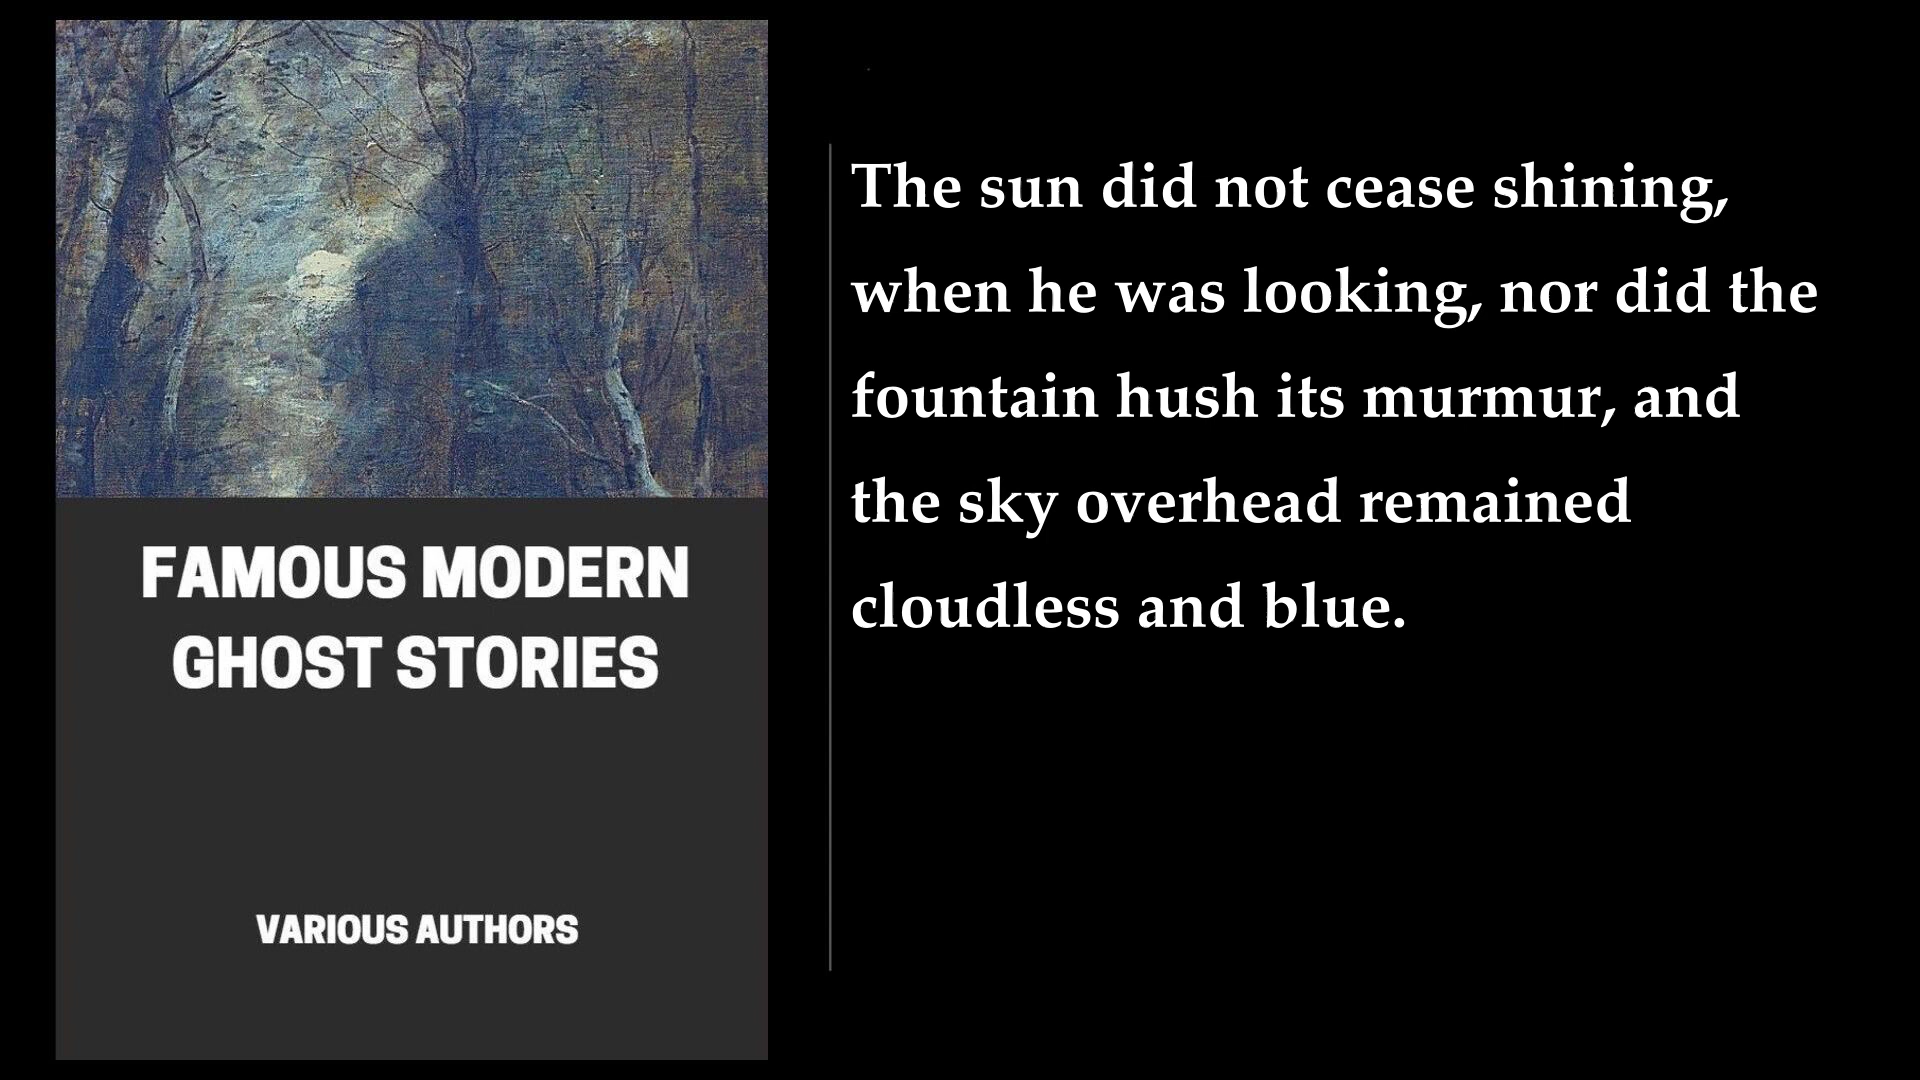 FAMOUS MODERN
GHOST STORIES
VARIOUS AUTHORS
The sun did not cease shining,
when he was looking, nor did the
fountain hush its murmur, and
the sky overhead remained
cloudless and blue.